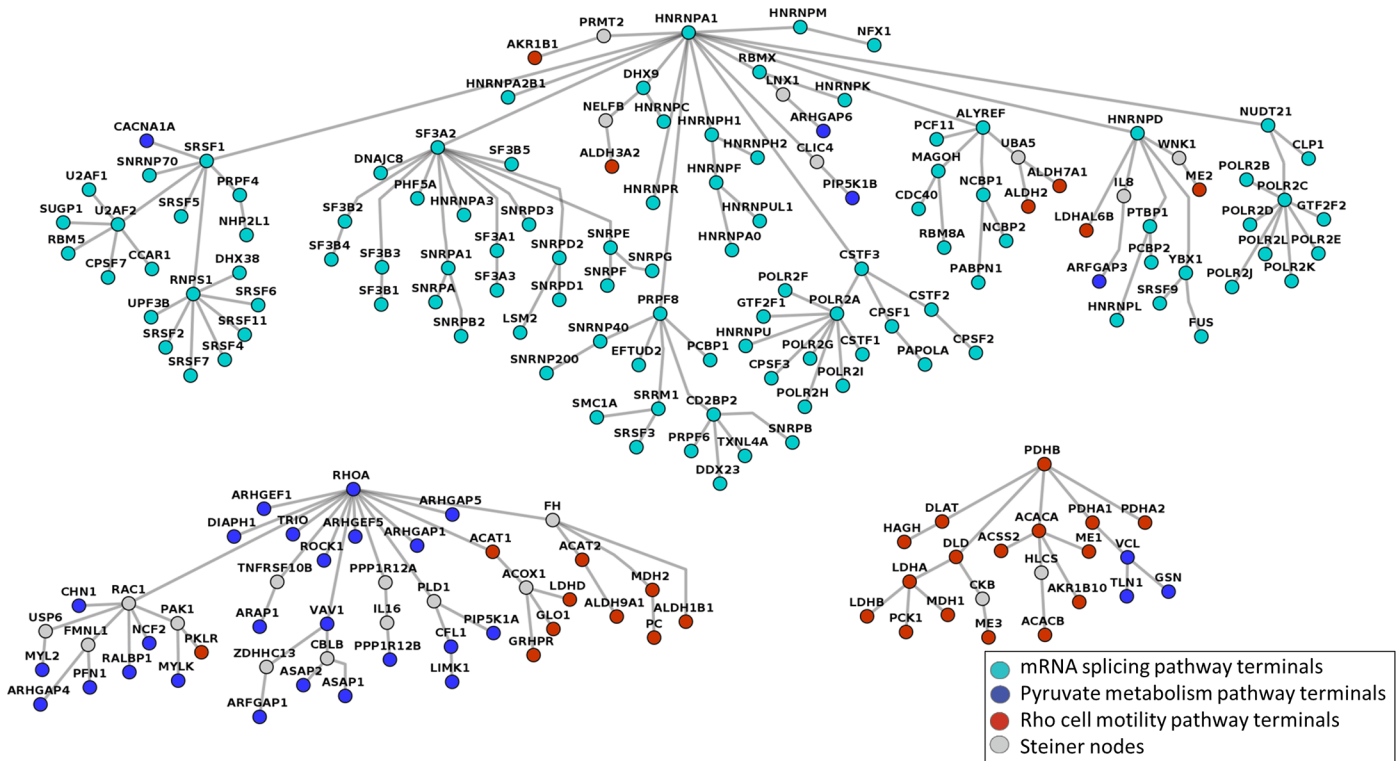 HNRNPM
HNRNPA1
PRMT2
NFX1
AKR1B1
RBMX
DHX9
LNX1
HNRNPA2B1
HNRNPK
NELFB
HNRNPC
NUDT21
ALYREF
ARHGAP6
HNRNPH1
HNRNPD
CACNA1A
PCF11
SF3A2
UBA5
CLP1
SRSF1
SF3B5
HNRNPH2
WNK1
CLIC4
ALDH3A2
DNAJC8
MAGOH
SNRNP70
POLR2B
HNRNPF
ALDH7A1
ME2
U2AF1
PRPF4
PHF5A
PIP5K1B
NCBP1
IL8
POLR2C
HNRNPR
ALDH2
SRSF5
HNRNPA3
CDC40
SF3B2
HNRNPUL1
GTF2F2
SUGP1
U2AF2
SNRPD3
LDHAL6B
PTBP1
POLR2D
NHP2L1
NCBP2
SNRPE
RBM8A
HNRNPA0
RBM5
CCAR1
SF3B4
SF3A1
SNRPD2
POLR2L
POLR2E
PCBP2
SF3B3
SNRPA1
CSTF3
CPSF7
DHX38
SNRPG
YBX1
ARFGAP3
PABPN1
POLR2J
POLR2K
RNPS1
SF3A3
SNRPF
POLR2F
SRSF6
SF3B1
SNRPA
SNRPD1
SRSF9
UPF3B
PRPF8
GTF2F1
POLR2A
CSTF2
HNRNPL
SRSF11
CPSF1
SRSF2
SNRPB2
LSM2
SNRNP40
HNRNPU
FUS
SRSF4
CPSF2
SRSF7
EFTUD2
PCBP1
POLR2G
CSTF1
PAPOLA
SNRNP200
CPSF3
POLR2I
POLR2H
SMC1A
SRRM1
CD2BP2
SRSF3
PRPF6
TXNL4A
SNRPB
DDX23
RHOA
PDHB
ARHGEF1
ARHGAP5
FH
DLAT
PDHA1
PDHA2
DIAPH1
TRIO
ARHGEF5
ARHGAP1
ACACA
HAGH
ACSS2
ME1
ROCK1
ACAT1
ACAT2
DLD
VCL
HLCS
TNFRSF10B
PPP1R12A
LDHA
ACOX1
MDH2
PLD1
CKB
AKR1B10
TLN1
GSN
CHN1
RAC1
LDHD
ALDH9A1
ALDH1B1
LDHB
MDH1
USP6
PAK1
ARAP1
VAV1
IL16
PIP5K1A
GLO1
PC
PCK1
ME3
ACACB
FMNL1
NCF2
PKLR
CFL1
GRHPR
ZDHHC13
CBLB
PPP1R12B
MYL2
RALBP1
MYLK
LIMK1
PFN1
ASAP2
ASAP1
ARHGAP4
ARFGAP1
mRNA splicing pathway terminals
Pyruvate metabolism pathway terminals
Rho cell motility pathway terminals
Steiner nodes